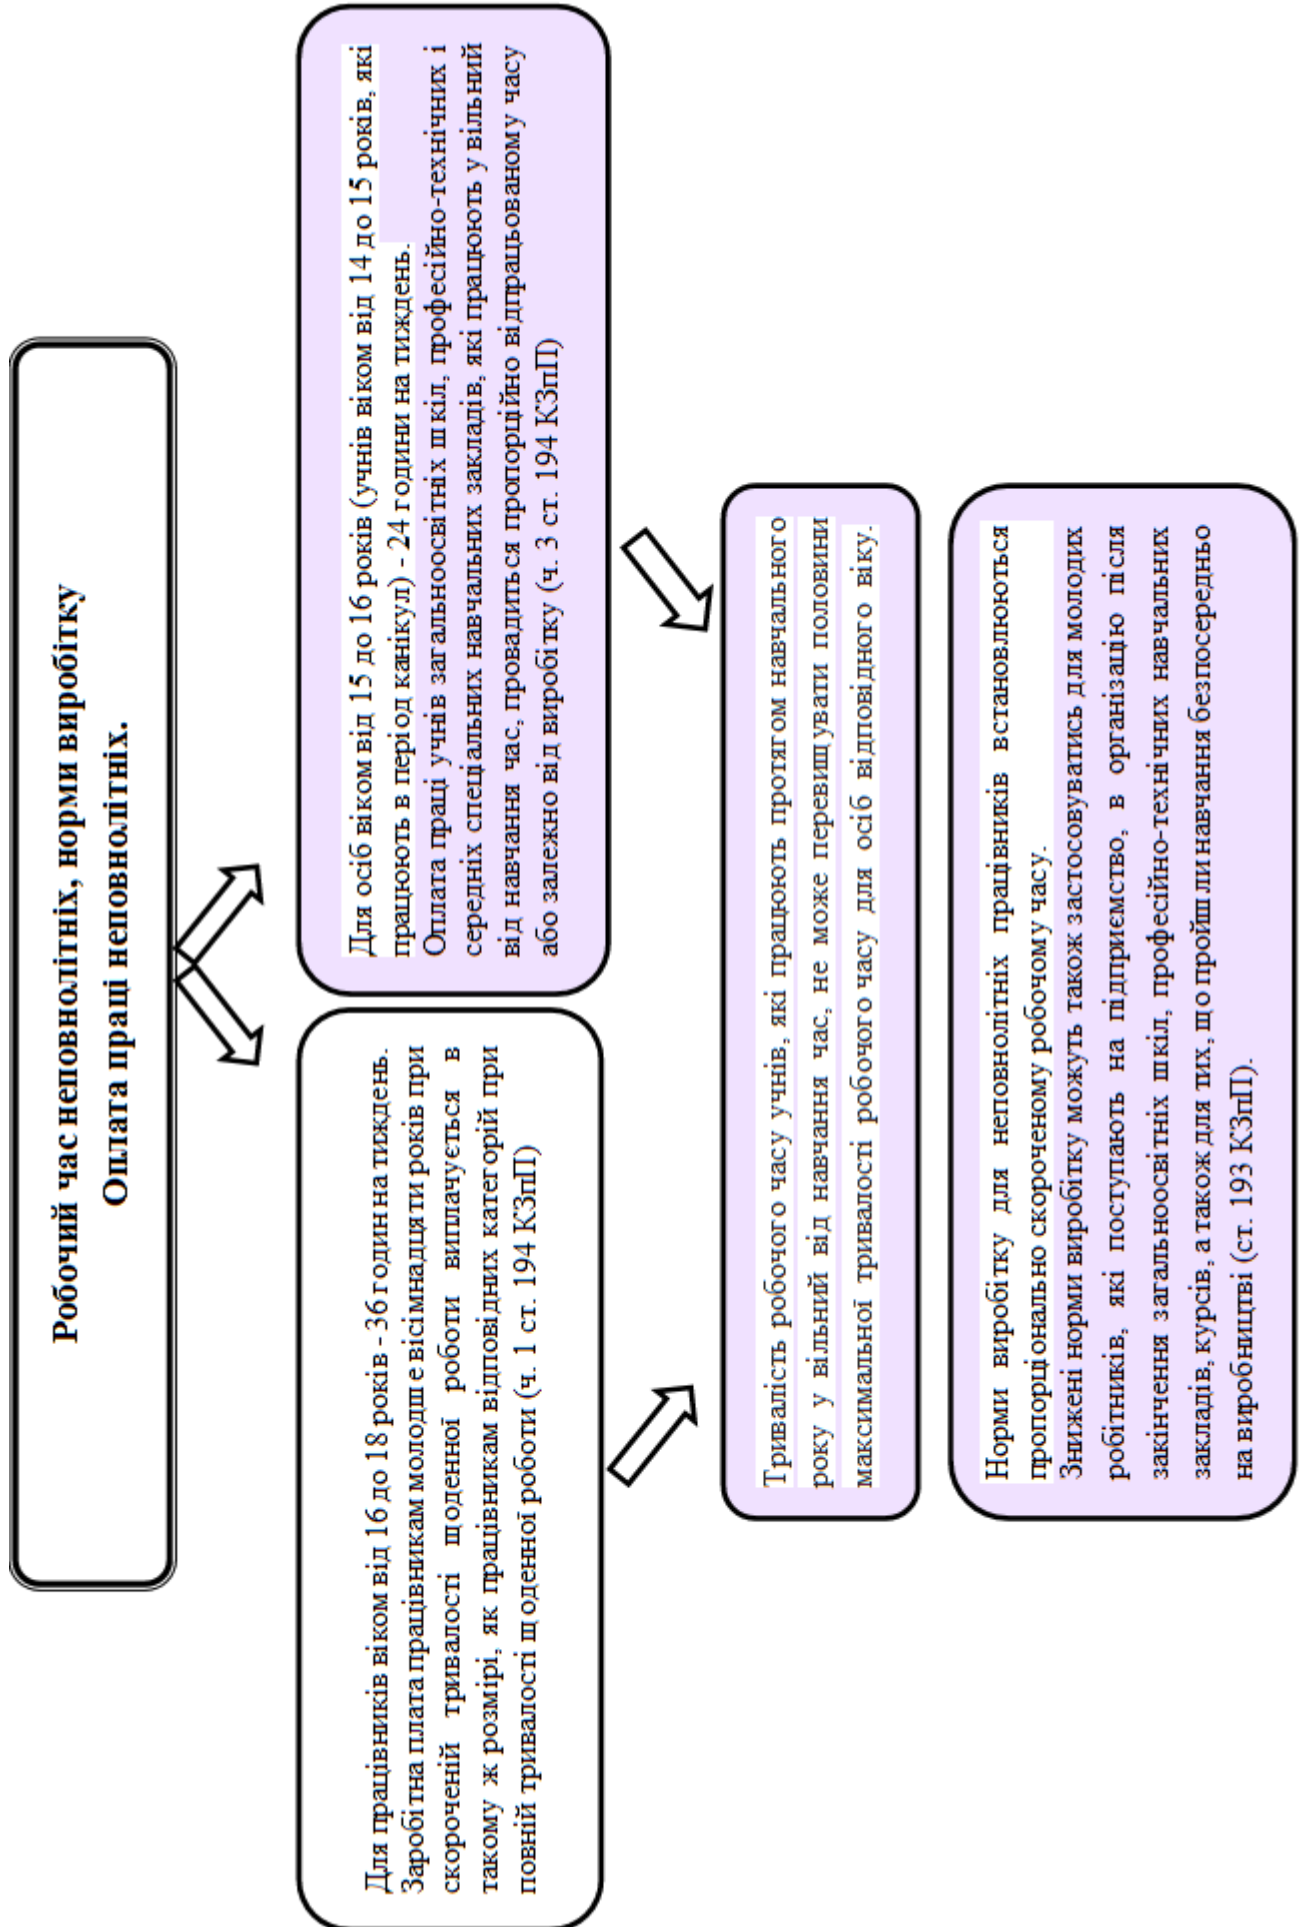 Робочий час неповнолітніх, норми виробітку
Оплата праці неповнолітніх.
Для працівників віком від 16 до 18 років - 36 годин на тиждень.
Заробітна плата працівникам молодше вісімнадцяти років при
скороченій тривалості щоденної роботи виплачується в
такому ж розмірі, як працівникам відповідних категорій при
повній тривалості щоденної роботи (ч. 1 ст. 194 КЗпП)
Для осіб віком від 15 до 16 років (учнів віком від 14 до 15 років, які
працюють в період канікул) - 24 години на тиждень.
Оплата праці учнів загальноосвітніх шкіл, професійно-технічних і
середніх спеціальних навчальних закладів, які працюють у вільний
від навчання час, провадиться пропорційно відпрацьованому часу
або залежно від виробітку (ч. 3 ст. 194 КЗпП)
Тривалість робочого часу учнів, які працюють протягом навчального
року у вільний від навчання час, не може перевищувати половини
максимальної тривалості робочого часу для осіб відповідного віку.
Норми виробітку для неповнолітніх працівників встановлюються
пропорціонально скороченому робочому часу.
Знижені норми виробітку можуть також застосовуватись для молодих
робітників, які поступають на підприємство, в організацію після
закінчення загальноосвітніх шкіл, професійно-технічних навчальних
закладів, курсів, а також для тих, що пройшли навчання безпосередньо
на виробництві (ст. 193 КЗпП).